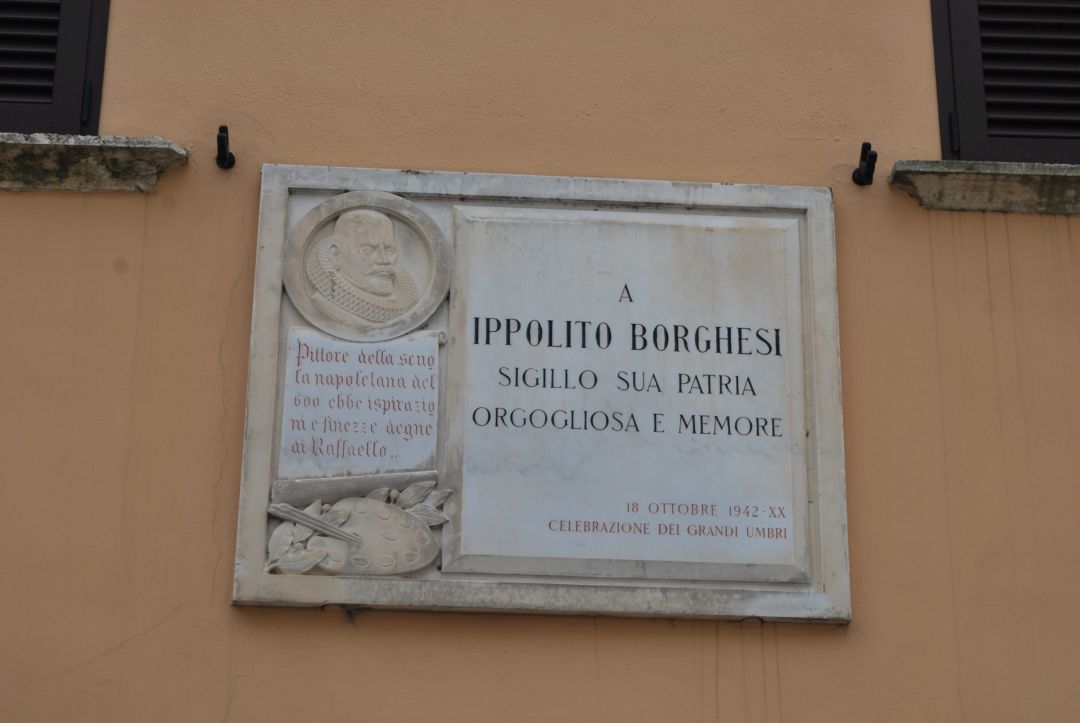 "Pittore della scuo
la napoletana del
600 ebbe ispirazio
ni e finezze degne
di Raffaello„
A
IPPOLITO BORGHESI
SIGILLO SUA PATRIA
ORGOGLIOSA E MEMORE
18 OTTOBRE 1942·XX
CELEBRAZIONE DEI GRANDI UMBRI